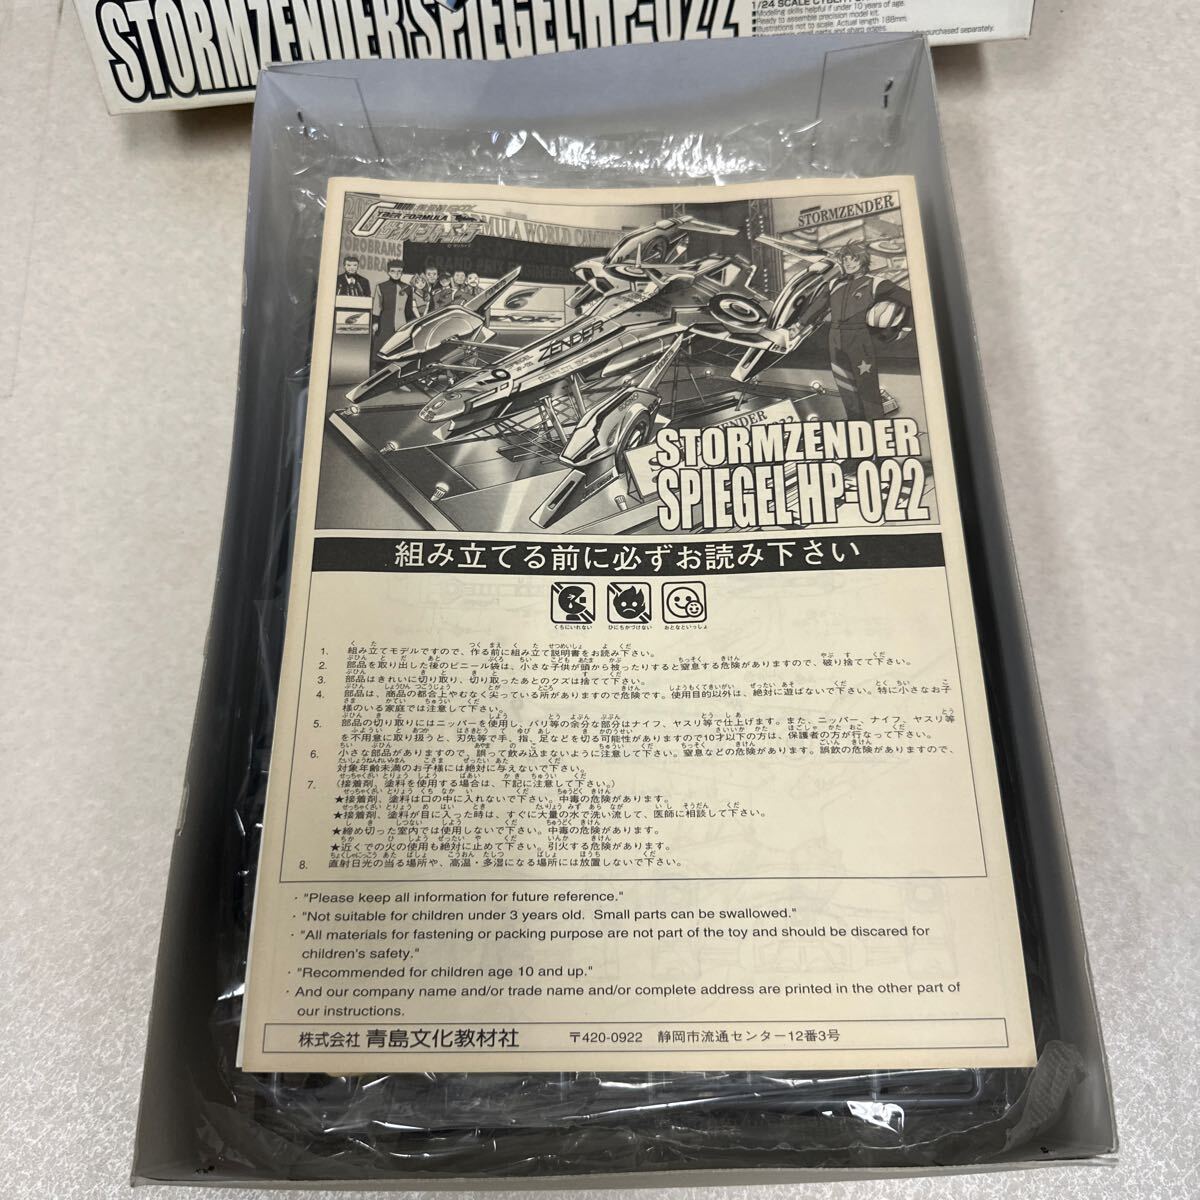 STORMZENDER SPIEGEL HP-022
1/24 SCALE CYBER
•Modeling skills helpful if under 10 years of age.
•Ready to assemble precision model kit.
•Illustrations not to scale. Actual length 188mm.
purchased separately.
CYBER FORMULA
STORMZENDER
FORMULA WORLD
GRAND PRIX
ZENDER
STORMZENDER
SPIEGEL HP-022
組み立てる前に必ずお読み下さい
くちにいれない
ひにちかづけない
おとなといっしょ
1. 組み立てモデルですので、作る前に組み立て説明書をお読み下さい。
2. 部品を取り出した後のビニール袋は、小さな子供が頭から被ったりすると窒息する危険がありますので、破り捨てて下さい。
3. 部品はきれいに切り取り、切り取ったあとのクズは捨てて下さい。
4. 部品は、商品の都合上やむなく尖っている所がありますので危険です。使用目的以外は、絶対に遊ばないで下さい。特に小さなお子
様のいる家庭では注意して下さい。
5. 部品の切り取りにはニッパーを使用し、バリ等の余分な部分はナイフ、ヤスリ等で仕上げます。また、ニッパー、ナイフ、ヤスリ等
を不用意に取り扱うと、刃先等で手、指、足などを切る可能性がありますので10才以下の方は、保護者の方が行なって下さい。
6. 小さな部品がありますので、誤って飲み込まないように注意して下さい。窒息などの危険があります。誤飲の危険がありますので、
対象年齢未満のお子様には絶対に与えないで下さい。
7. (接着剤、塗料を使用する場合は、下記に注意して下さい。)
★接着剤、塗料は口の中に入れないで下さい。中毒の危険があります。
★接着剤、塗料が目に入った時は、すぐに大量の水で洗い流して、医師に相談して下さい。
★締め切った室内では使用しないで下さい。中毒の危険があります。
★近くでの火の使用も絶対に止めて下さい。引火する危険があります。
8. 直射日光の当る場所や、高温・多湿になる場所には放置しないで下さい。
・"Please keep all information for future reference."
・"Not suitable for children under 3 years old. Small parts can be swallowed."
・"All materials for fastening or packing purpose are not part of the toy and should be discared for
children's safety."
・"Recommended for children age 10 and up."
・And our company name and/or trade name and/or complete address are printed in the other part of
our instructions.
株式会社 青島文化教材社 〒420-0922 静岡市流通センター12番3号